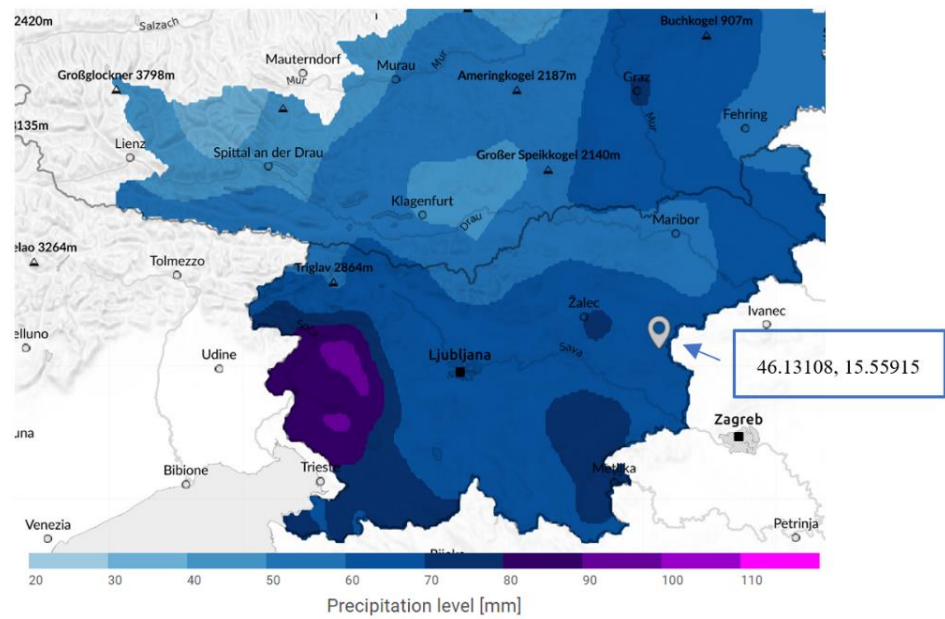 2420m
Salzach
Buchkogel 907m
Mauterndorf
Murau
Mur
Großglockner 3798m
Mur
Ameringkogel 2187m
Graz
Mur
Fehring
3135m
Lienz
Spittal an der Drau
Großer Speikkogel 2140m
Klagenfurt
Drau
Maribor
elao 3264m
Tolmezzo
Triglav 2864m
Žalec
Ivanec
elluno
Udine
Ljubljana
Sava
46.13108, 15.55915
una
Zagreb
Bibione
Trieste
Metlika
Venezia
Petrinja
20 30 40 50 60 70 80 90 100 110
Precipitation level [mm]